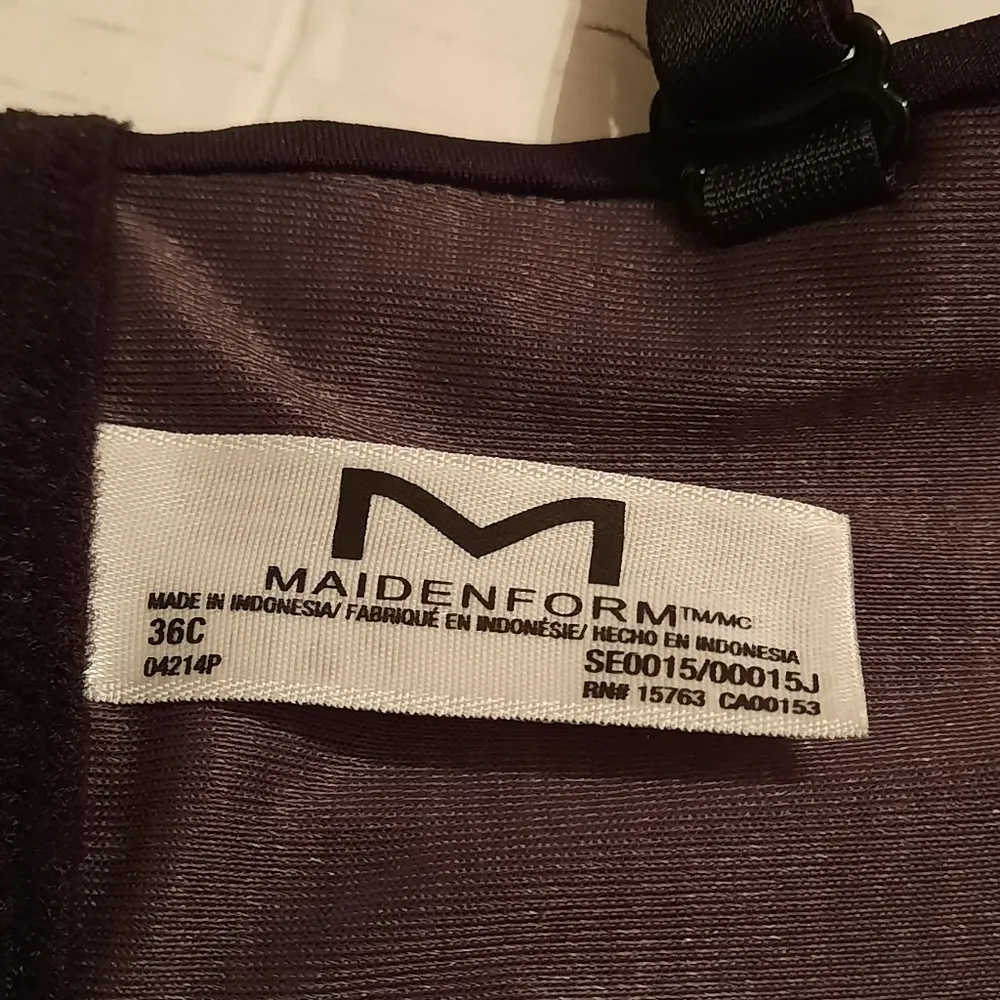 M
MAIDENFORM™/MC
MADE IN INDONESIA/ FABRIQUÉ EN INDONÉSIE/ HECHO EN INDONESIA
36C
SE0015/00015J
04214P
RN# 15763 CA00153